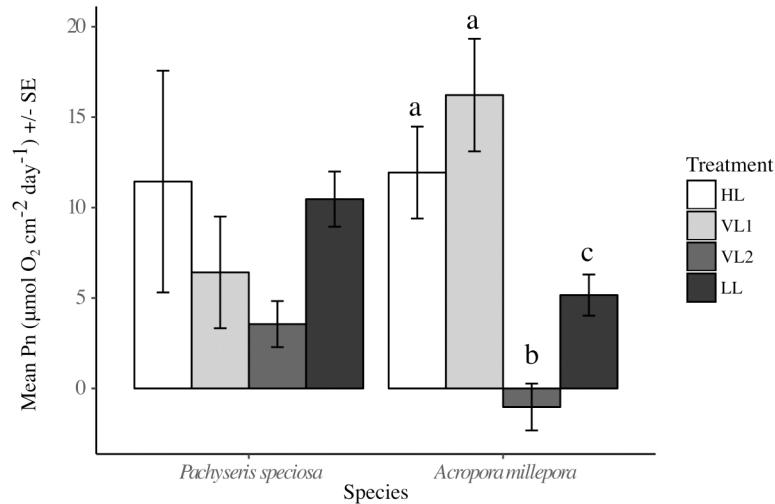 Mean Pn (μmol O₂ cm⁻² day⁻¹) +/- SE
20
15
10
5
0
a
a
b
c
Pachyseris speciosa
Acropora millepora
Species
Treatment
HL
VL1
VL2
LL